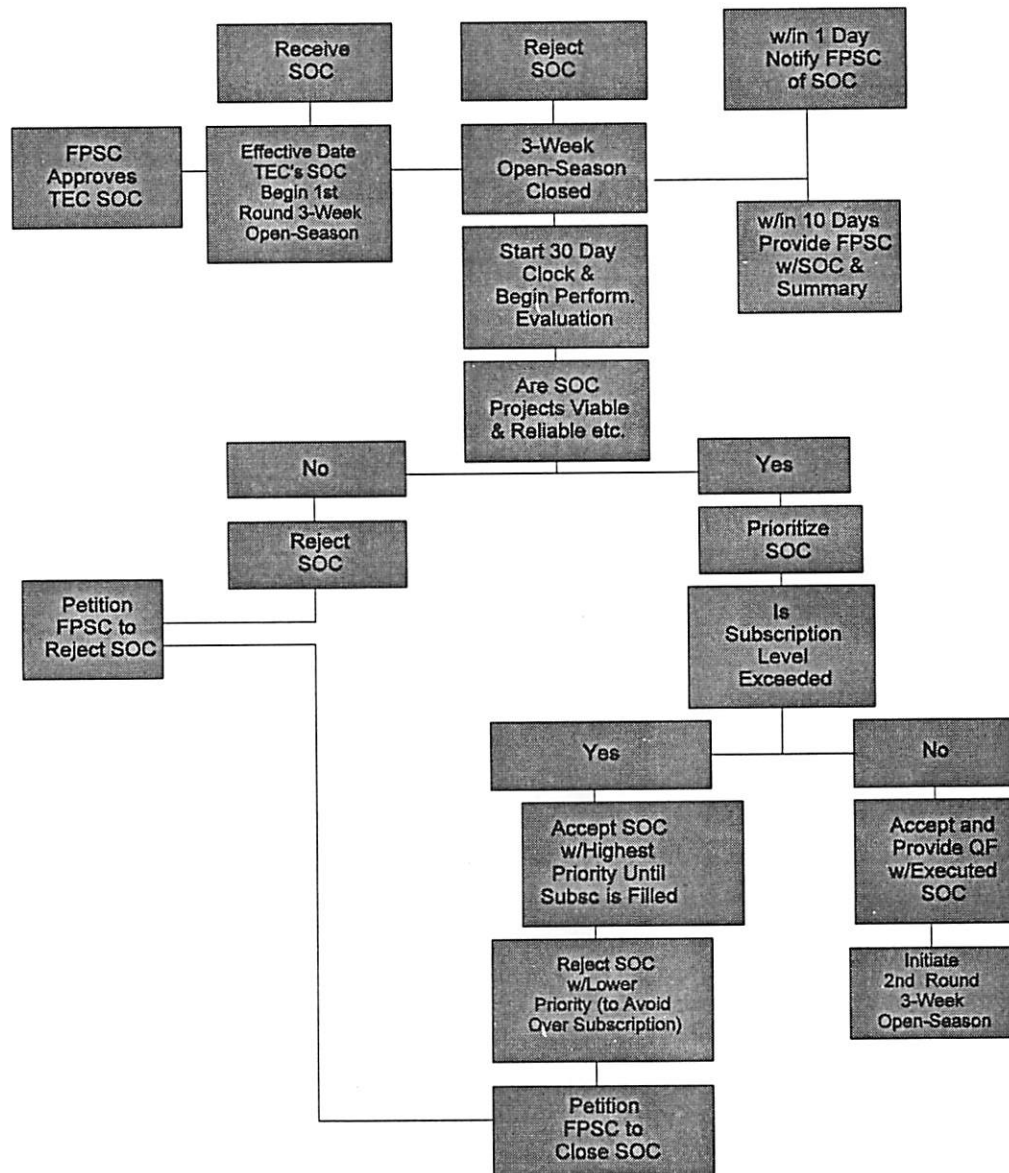 Receive
SOC
Reject
SOC
w/in 1 Day
Notify FPSC
of SOC
FPSC
Approves
TEC SOC
Effective Date
TEC's SOC
Begin 1st
Round 3-Week
Open-Season
3-Week
Open-Season
Closed
w/in 10 Days
Provide FPSC
w/SOC &
Summary
Start 30 Day
Clock &
Begin Perform.
Evaluation
Are SOC
Projects Viable
& Reliable etc.
No
Yes
Reject
SOC
Prioritize
SOC
Petition
FPSC to
Reject SOC
Is
Subscription
Level
Exceeded
Yes
No
Accept SOC
w/Highest
Priority Until
Subsc is Filled
Accept and
Provide QF
w/Executed
SOC
Reject SOC
w/Lower
Priority (to Avoid
Over Subscription)
Initiate
2nd Round
3-Week
Open-Season
Petition
FPSC to
Close SOC